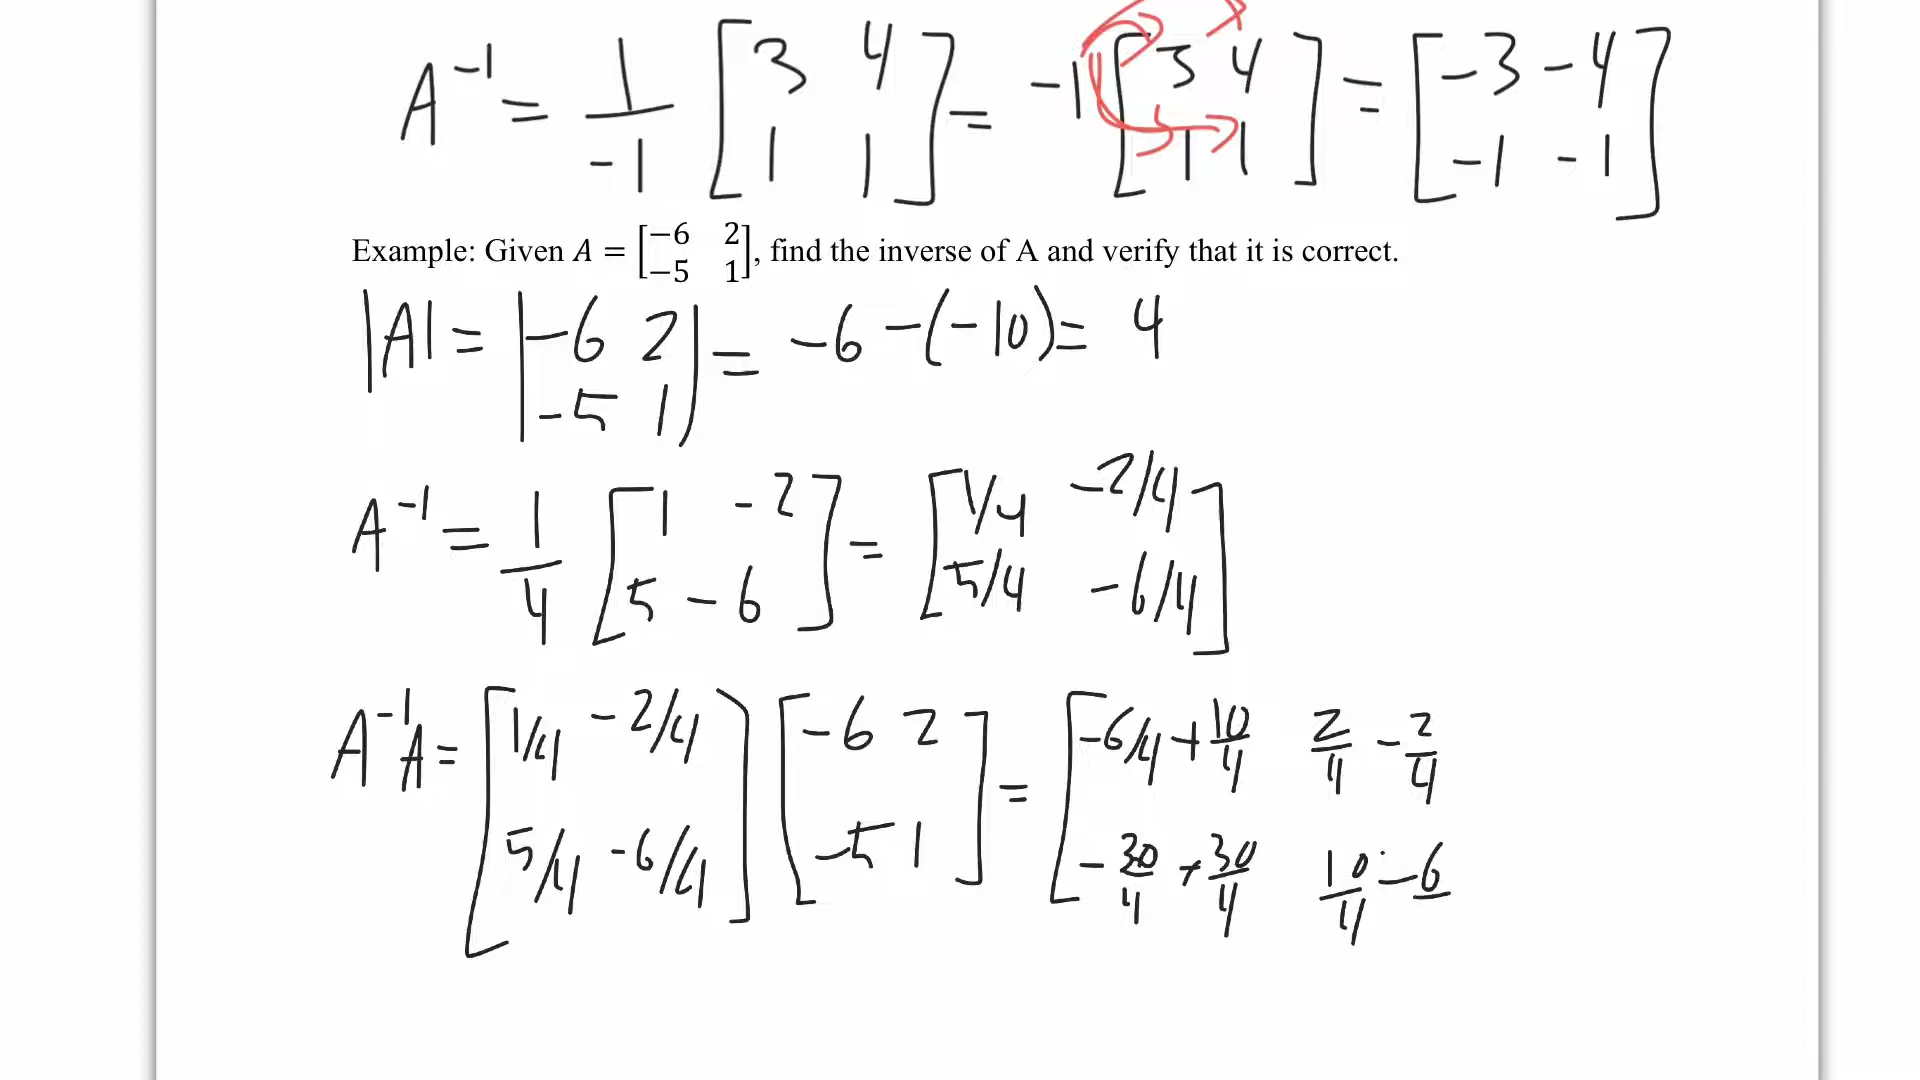 A⁻¹ = 1/-1 [3 4; 1 1] = -1 [3 4; 1 1] = [-3 -4; -1 -1]
Example: Given A = [−6 2; −5 1], find the inverse of A and verify that it is correct.
|A| = |-6 2; -5 1| = -6 -(-10) = 4
A⁻¹ = 1/4 [1 -2; 5 -6] = [1/4 -2/4; 5/4 -6/4]
A⁻¹A = [1/4 -2/4; 5/4 -6/4] [-6 2; -5 1] = [-6/4 + 10/4 2/4 - 2/4; -30/4 + 30/4 10/4 - 6/